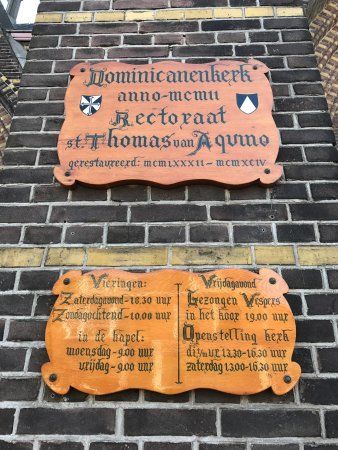 Dominicanenkerk
anno-mcmii
Rectoraat
st. Thomas van Aquino
gerestaureerd: mcmlxxxii-mcmxciv
Vieringen:
Zaterdagavond-18.30 uur
Zondagochtend-10.00 uur
in de kapel:
woensdag-9.00 uur
vrijdag-9.00 uur
Vrijdagavond
Gezongen Vespers
in het koor 19.00 uur
Openstelling kerk
di t/m vr 13.30-16.30 uur
zaterdag 13.00-16.30 uur